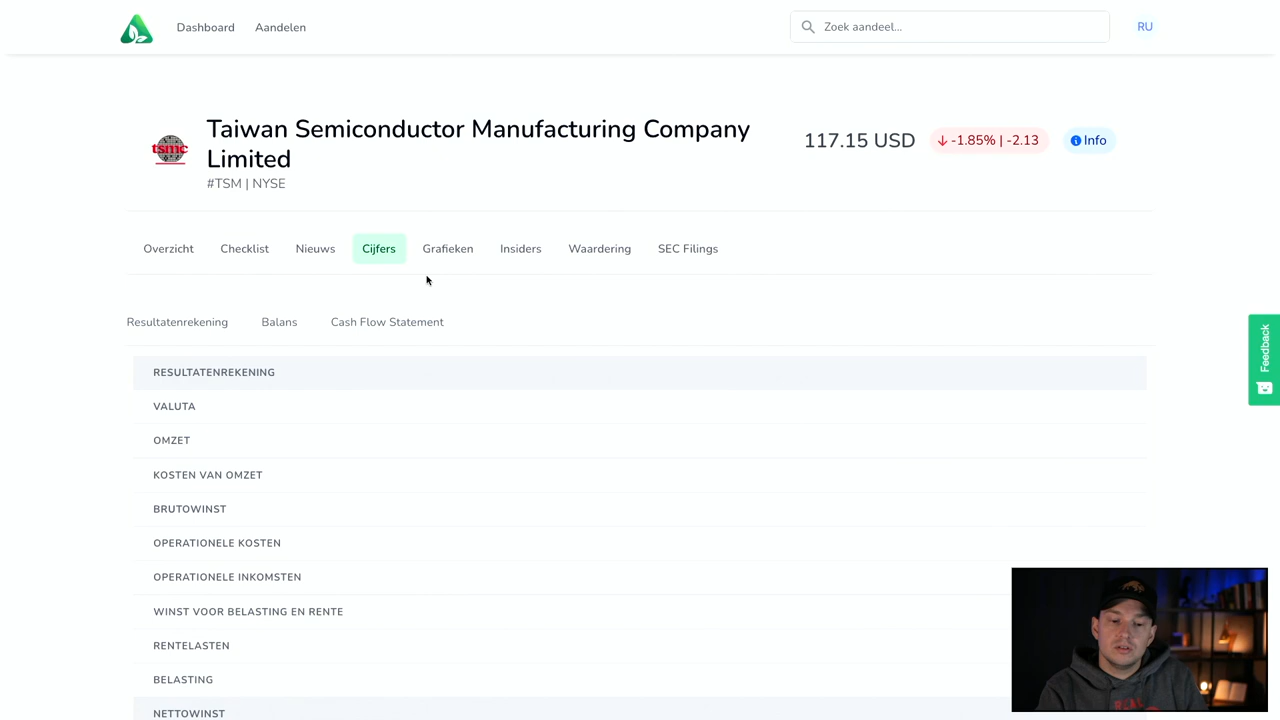 Dashboard
Aandelen
Zoek aandeel...
RU
tsmc
Taiwan Semiconductor Manufacturing Company
Limited
#TSM | NYSE
117.15 USD
-1.85% | -2.13
Info
Overzicht
Checklist
Nieuws
Cijfers
Grafieken
Insiders
Waardering
SEC Filings
Resultatenrekening
Balans
Cash Flow Statement
Feedback
RESULTATENREKENING
VALUTA
OMZET
KOSTEN VAN OMZET
BRUTOWINST
OPERATIONELE KOSTEN
OPERATIONELE INKOMSTEN
WINST VOOR BELASTING EN RENTE
RENTELASTEN
BELASTING
NETTOWINST